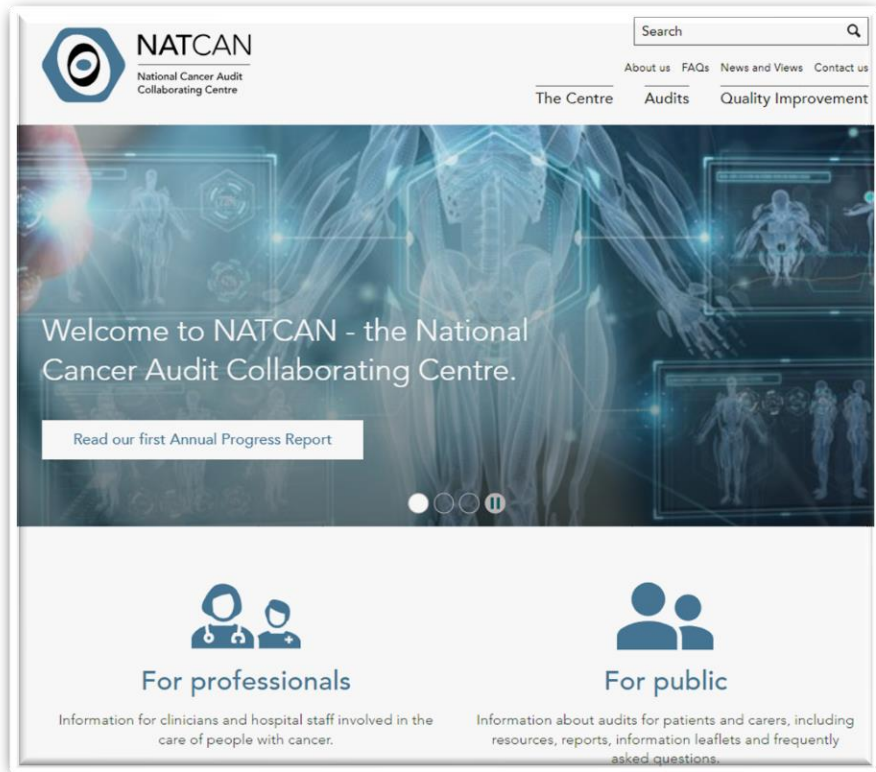 NATCAN
National Cancer Audit
Collaborating Centre
Search
About us FAQs News and Views Contact us
The Centre Audits Quality Improvement
Welcome to NATCAN - the National
Cancer Audit Collaborating Centre.
Read our first Annual Progress Report
For professionals
Information for clinicians and hospital staff involved in the
care of people with cancer.
For public
Information about audits for patients and carers, including
resources, reports, information leaflets and frequently
asked questions.